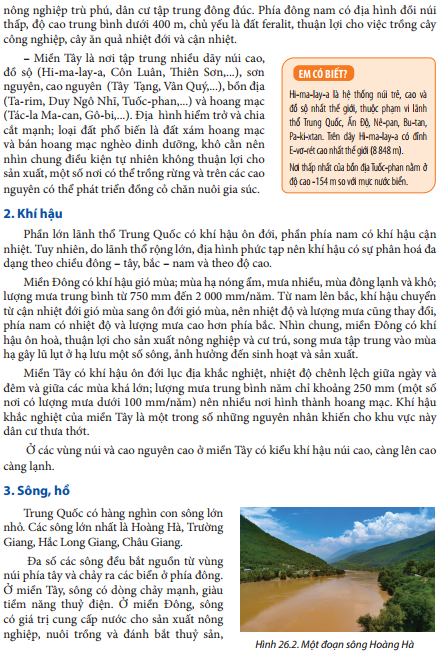 nông nghiệp trù phú, dân cư tập trung đông đúc. Phía đông nam có địa hình đồi núi
thấp, độ cao trung bình dưới 400 m, chủ yếu là đất feralit, thuận lợi cho việc trồng cây
công nghiệp, cây ăn quả nhiệt đới và cận nhiệt.
– Miền Tây là nơi tập trung nhiều dãy núi cao,
đồ sộ (Hi-ma-lay-a, Côn Luân, Thiên Sơn,...), sơn
nguyên, cao nguyên (Tây Tạng, Vân Quý,...), bồn địa
(Ta-rim, Duy Ngô Nhĩ, Tuốc-phan,...) và hoang mạc
(Tác-la Ma-can, Gô-bi,...). Địa hình hiểm trở và chia
cắt mạnh; loại đất phổ biến là đất xám hoang mạc
và bán hoang mạc nghèo dinh dưỡng, khô cằn nên
nhìn chung điều kiện tự nhiên không thuận lợi cho
sản xuất, một số nơi có thể trồng rừng và trên các cao
nguyên có thể phát triển đồng cỏ chăn nuôi gia súc.
EM CÓ BIẾT?
Hi-ma-lay-a là hệ thống núi trẻ, cao và
đồ sộ nhất thế giới, thuộc phạm vi lãnh
thổ Trung Quốc, Ấn Độ, Nê-pan, Bu-tan,
Pa-ki-xtan. Trên dãy Hi-ma-lay-a có đỉnh
E-vơ-rét cao nhất thế giới (8 848 m).
Nơi thấp nhất của bồn địa Tuốc-phan nằm ở
độ cao -154 m so với mực nước biển.
2. Khí hậu
Phần lớn lãnh thổ Trung Quốc có khí hậu ôn đới, phần phía nam có khí hậu cận
nhiệt. Tuy nhiên, do lãnh thổ rộng lớn, địa hình phức tạp nên khí hậu có sự phân hoá đa
dạng theo chiều đông – tây, bắc – nam và theo độ cao.
Miền Đông có khí hậu gió mùa; mùa hạ nóng ẩm, mưa nhiều, mùa đông lạnh và khô;
lượng mưa trung bình từ 750 mm đến 2 000 mm/năm. Từ nam lên bắc, khí hậu chuyển
từ cận nhiệt đới gió mùa sang ôn đới gió mùa, nên nhiệt độ và lượng mưa cũng thay đổi,
phía nam có nhiệt độ và lượng mưa cao hơn phía bắc. Nhìn chung, miền Đông có khí
hậu ôn hoà, thuận lợi cho sản xuất nông nghiệp và cư trú, song mưa tập trung vào mùa
hạ gây lũ lụt ở hạ lưu một số sông, ảnh hưởng đến sinh hoạt và sản xuất.
Miền Tây có khí hậu ôn đới lục địa khắc nghiệt, nhiệt độ chênh lệch giữa ngày và
đêm và giữa các mùa khá lớn; lượng mưa trung bình năm chỉ khoảng 250 mm (một số
nơi có lượng mưa dưới 100 mm/năm) nên nhiều nơi hình thành hoang mạc. Khí hậu
khắc nghiệt của miền Tây là một trong số những nguyên nhân khiến cho khu vực này
dân cư thưa thớt.
Ở các vùng núi và cao nguyên cao ở miền Tây có kiểu khí hậu núi cao, càng lên cao
càng lạnh.
3. Sông, hồ
Trung Quốc có hàng nghìn con sông lớn
nhỏ. Các sông lớn nhất là Hoàng Hà, Trường
Giang, Hắc Long Giang, Châu Giang.
Đa số các sông đều bắt nguồn từ vùng
núi phía tây và chảy ra các biển ở phía đông.
Ở miền Tây, sông có dòng chảy mạnh, giàu
tiềm năng thuỷ điện. Ở miền Đông, sông
có giá trị cung cấp nước cho sản xuất nông
nghiệp, nuôi trồng và đánh bắt thuỷ sản,
Hình 26.2. Một đoạn sông Hoàng Hà